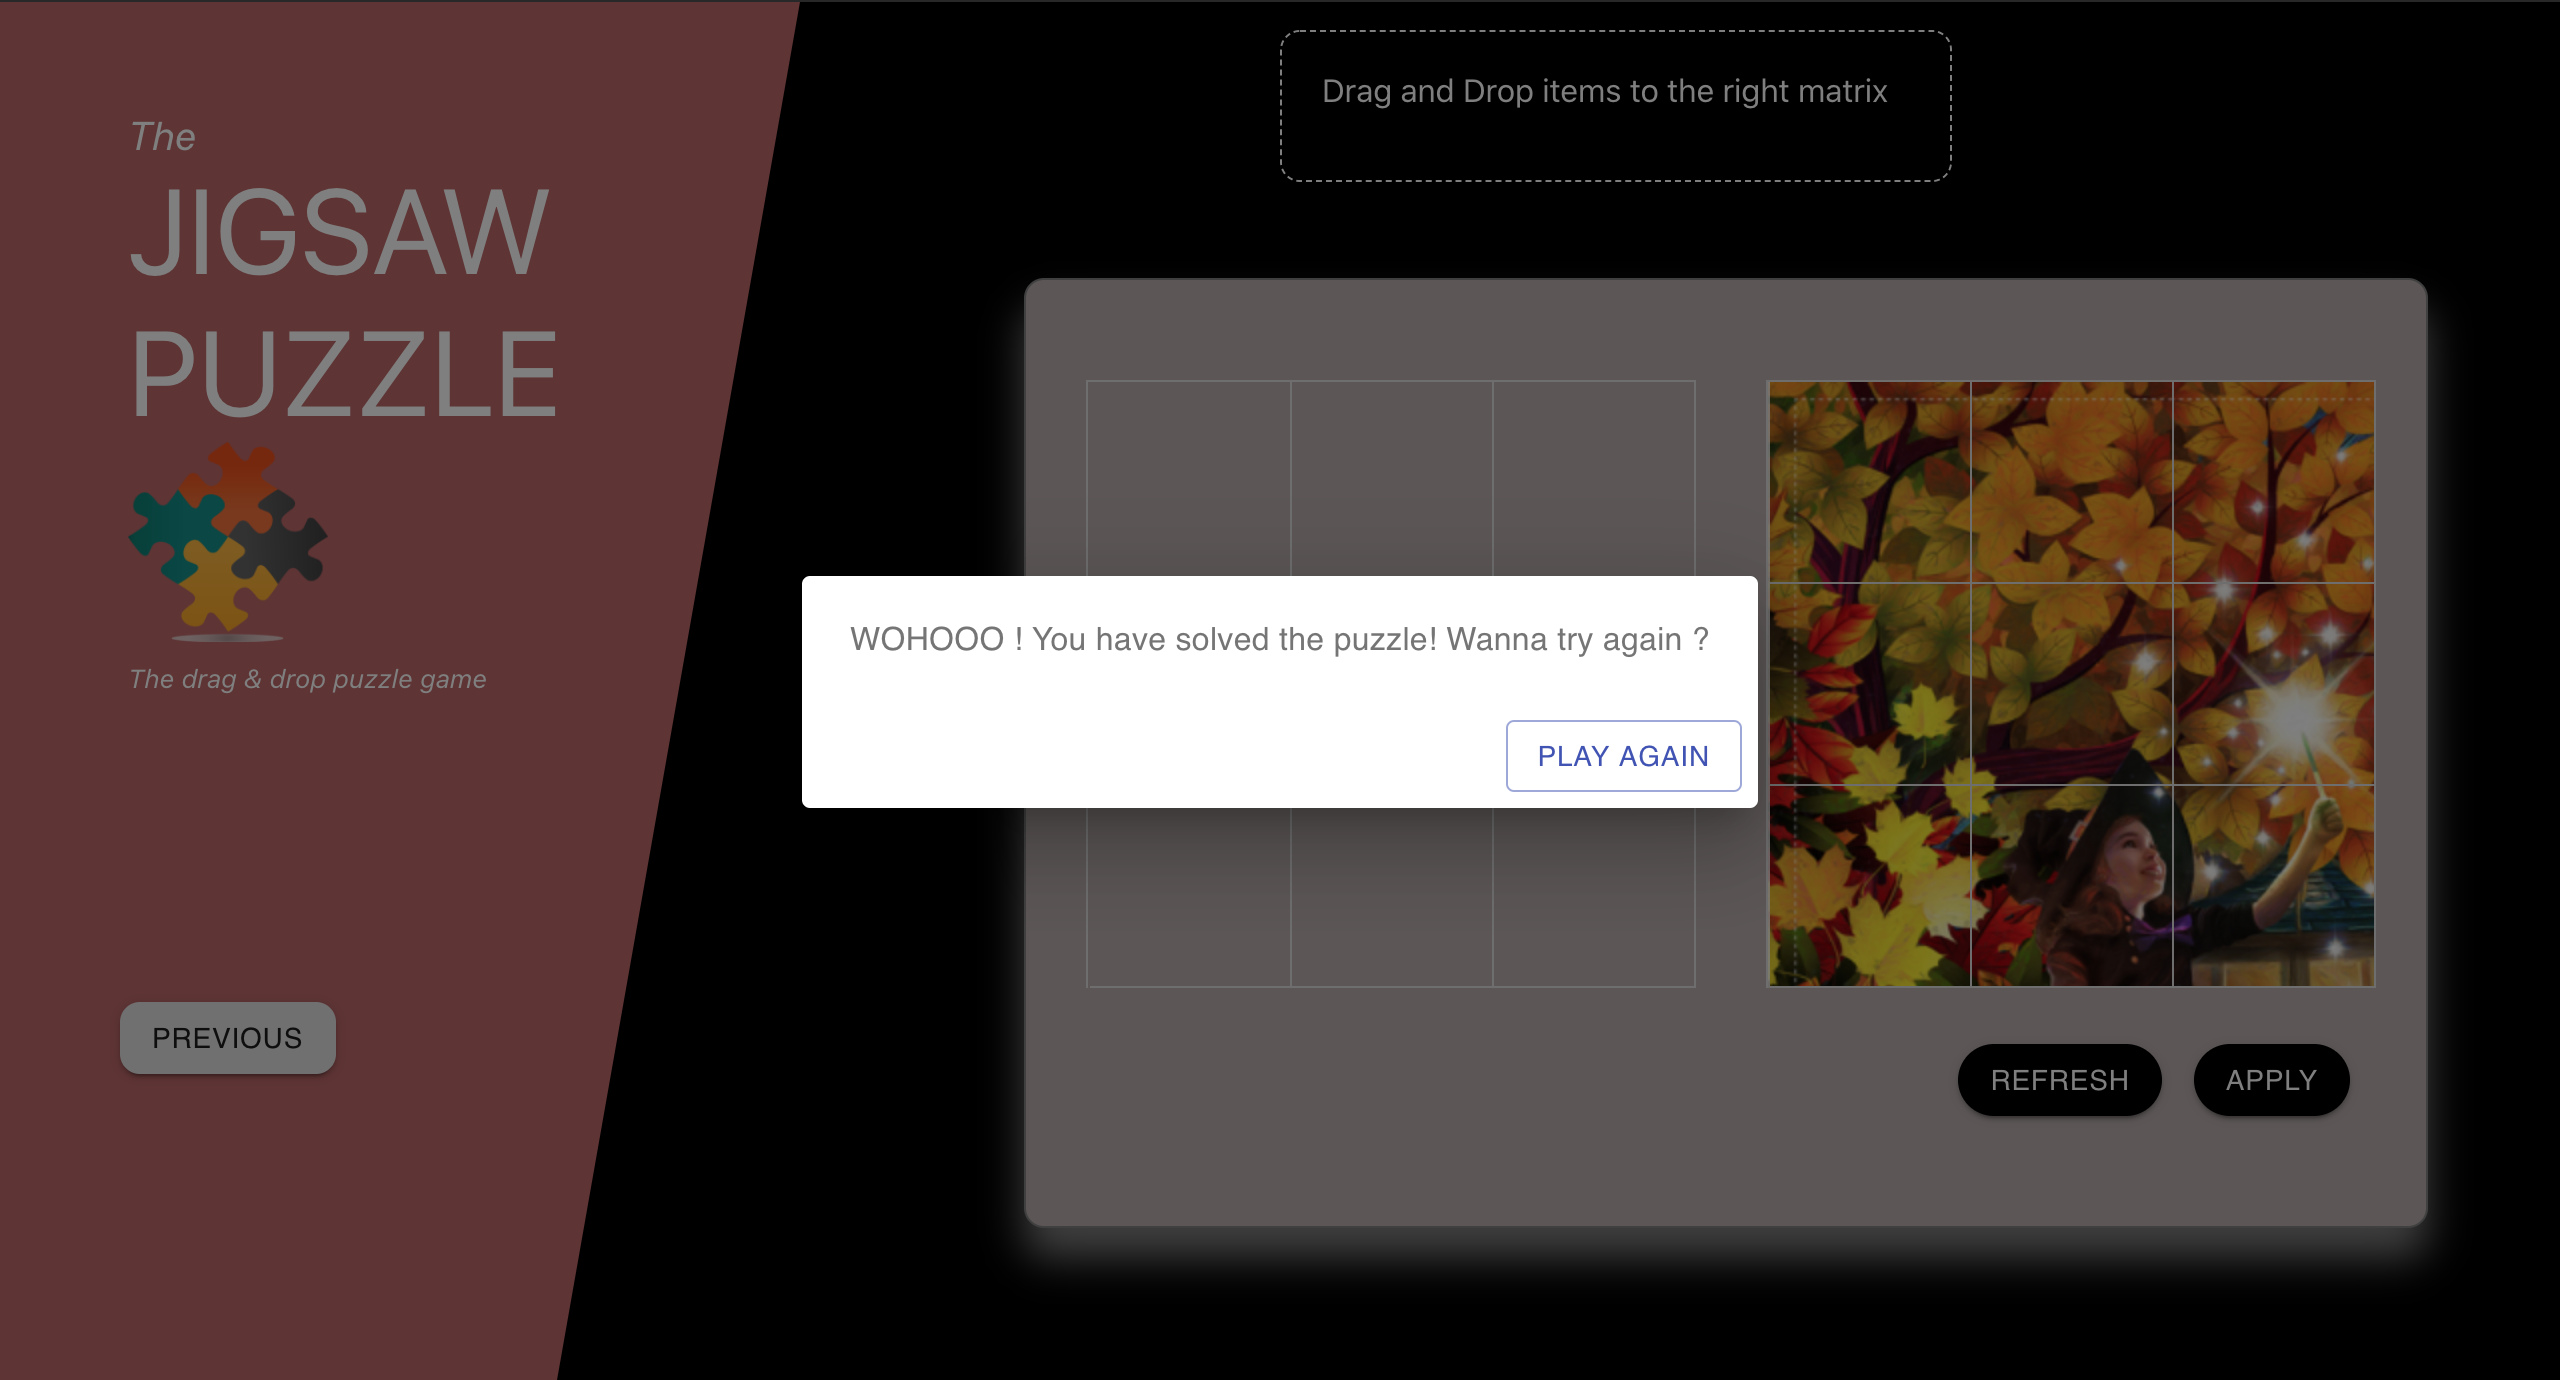 The
JIGSAW
PUZZLE
The drag & drop puzzle game
PREVIOUS
Drag and Drop items to the right matrix
WOHOOO ! You have solved the puzzle! Wanna try again ?
PLAY AGAIN
REFRESH
APPLY